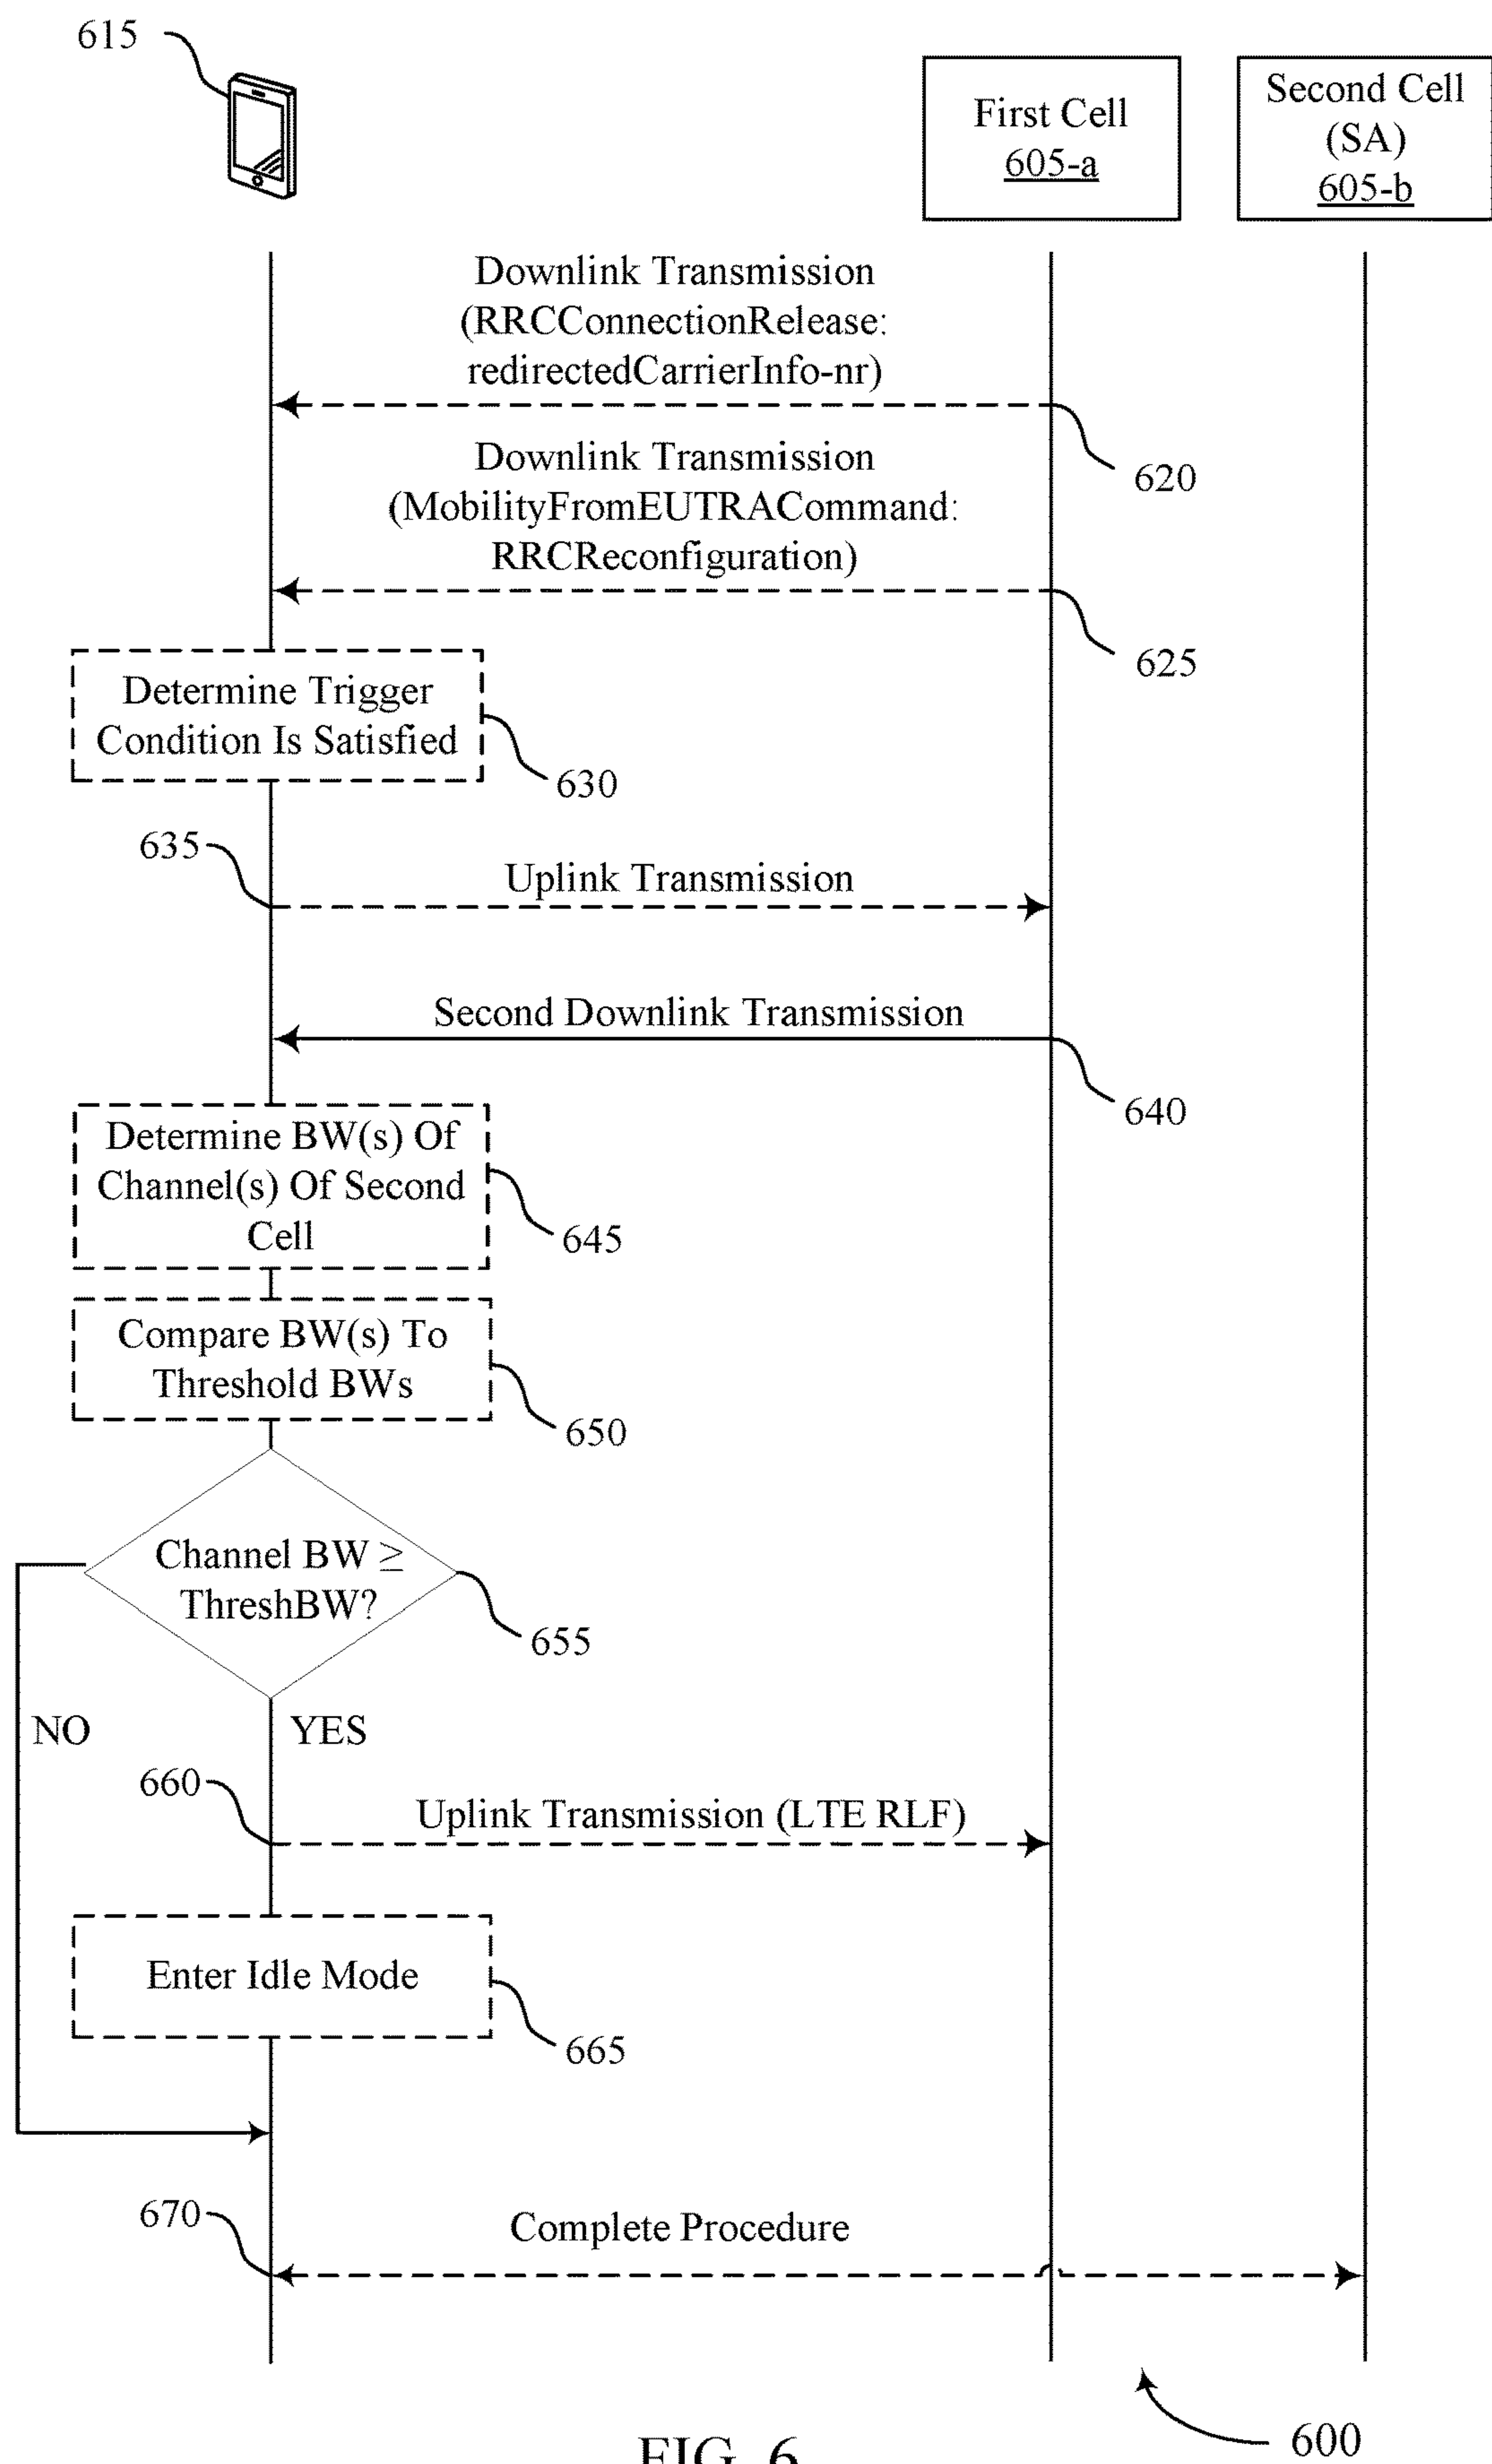 615
First Cell
605-a
Second Cell
(SA)
605-b
Downlink Transmission
(RRCConnectionRelease:
redirectedCarrierInfo-nr)
620
Downlink Transmission
(MobilityFromEUTRACommand:
RRCReconfiguration)
625
Determine Trigger
Condition Is Satisfied
630
635
Uplink Transmission
Second Downlink Transmission
640
Determine BW(s) Of
Channel(s) Of Second
Cell
645
Compare BW(s) To
Threshold BWs
650
Channel BW ≥
ThreshBW?
655
NO
YES
660
Uplink Transmission (LTE RLF)
Enter Idle Mode
665
670
Complete Procedure
600
FIG. 6